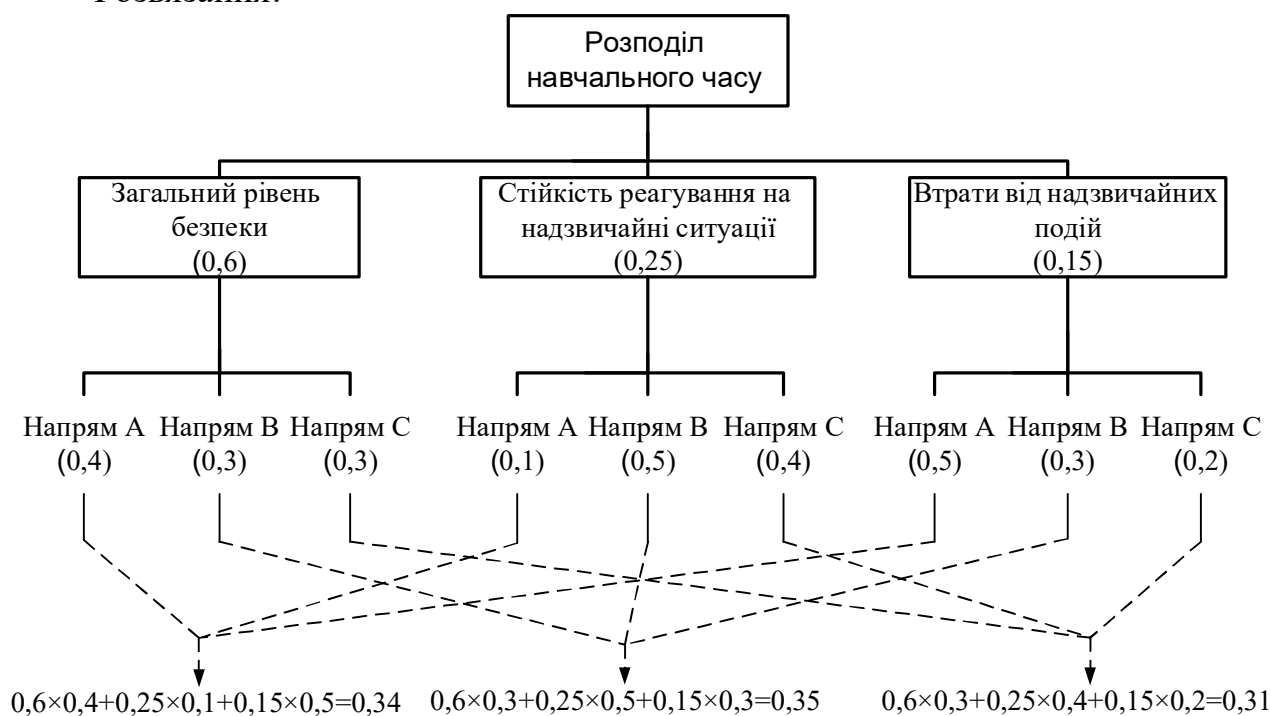 Розподіл
навчального часу
Загальний рівень
безпеки
(0,6)
Стійкість реагування на
надзвичайні ситуації
(0,25)
Втрати від надзвичайних
подій
(0,15)
Напрям А Напрям В Напрям С
(0,4) (0,3) (0,3)
Напрям А Напрям В Напрям С
(0,1) (0,5) (0,4)
Напрям А Напрям В Напрям С
(0,5) (0,3) (0,2)
0,6×0,4+0,25×0,1+0,15×0,5=0,34
0,6×0,3+0,25×0,5+0,15×0,3=0,35
0,6×0,3+0,25×0,4+0,15×0,2=0,31